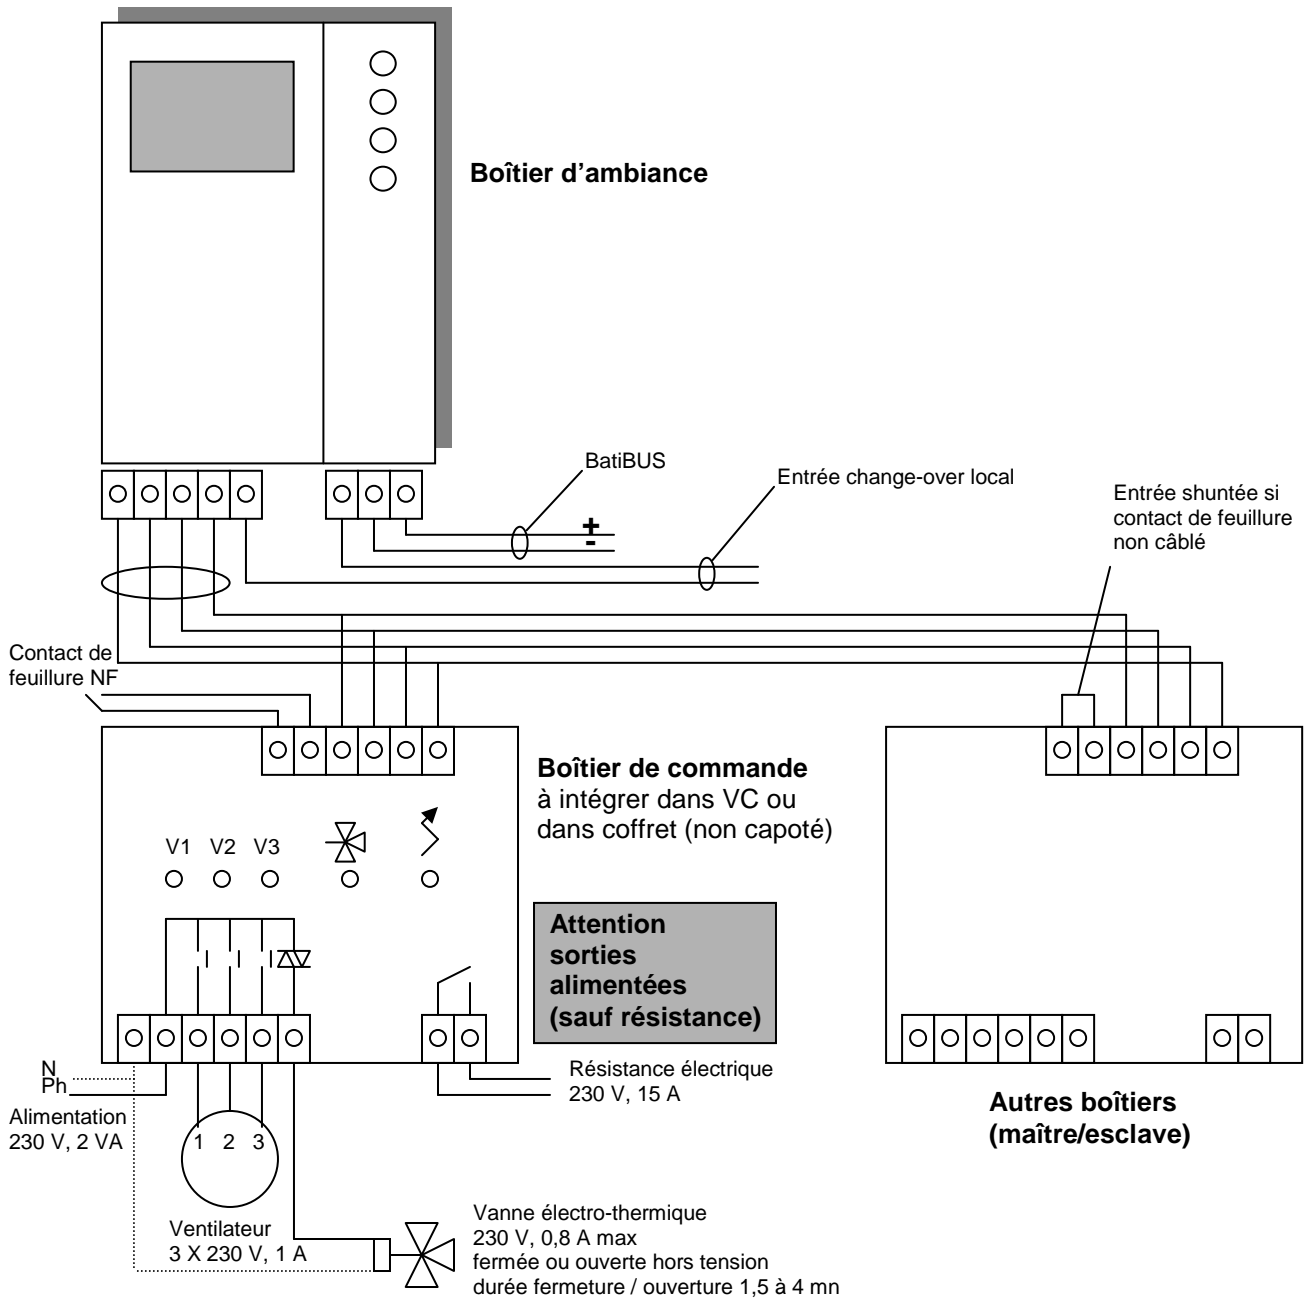 Boîtier d’ambiance
BatiBUS
Entrée change-over local
Entrée shuntée si
contact de feuillure
non câblé
+
-
Contact de
feuillure NF
Boîtier de commande
à intégrer dans VC ou
dans coffret (non capoté)
V1 V2 V3
Attention
sorties
alimentées
(sauf résistance)
N
Ph
Alimentation
230 V, 2 VA
Résistance électrique
230 V, 15 A
Autres boîtiers
(maître/esclave)
1 2 3
Ventilateur
3 X 230 V, 1 A
Vanne électro-thermique
230 V, 0,8 A max
fermée ou ouverte hors tension
durée fermeture / ouverture 1,5 à 4 mn